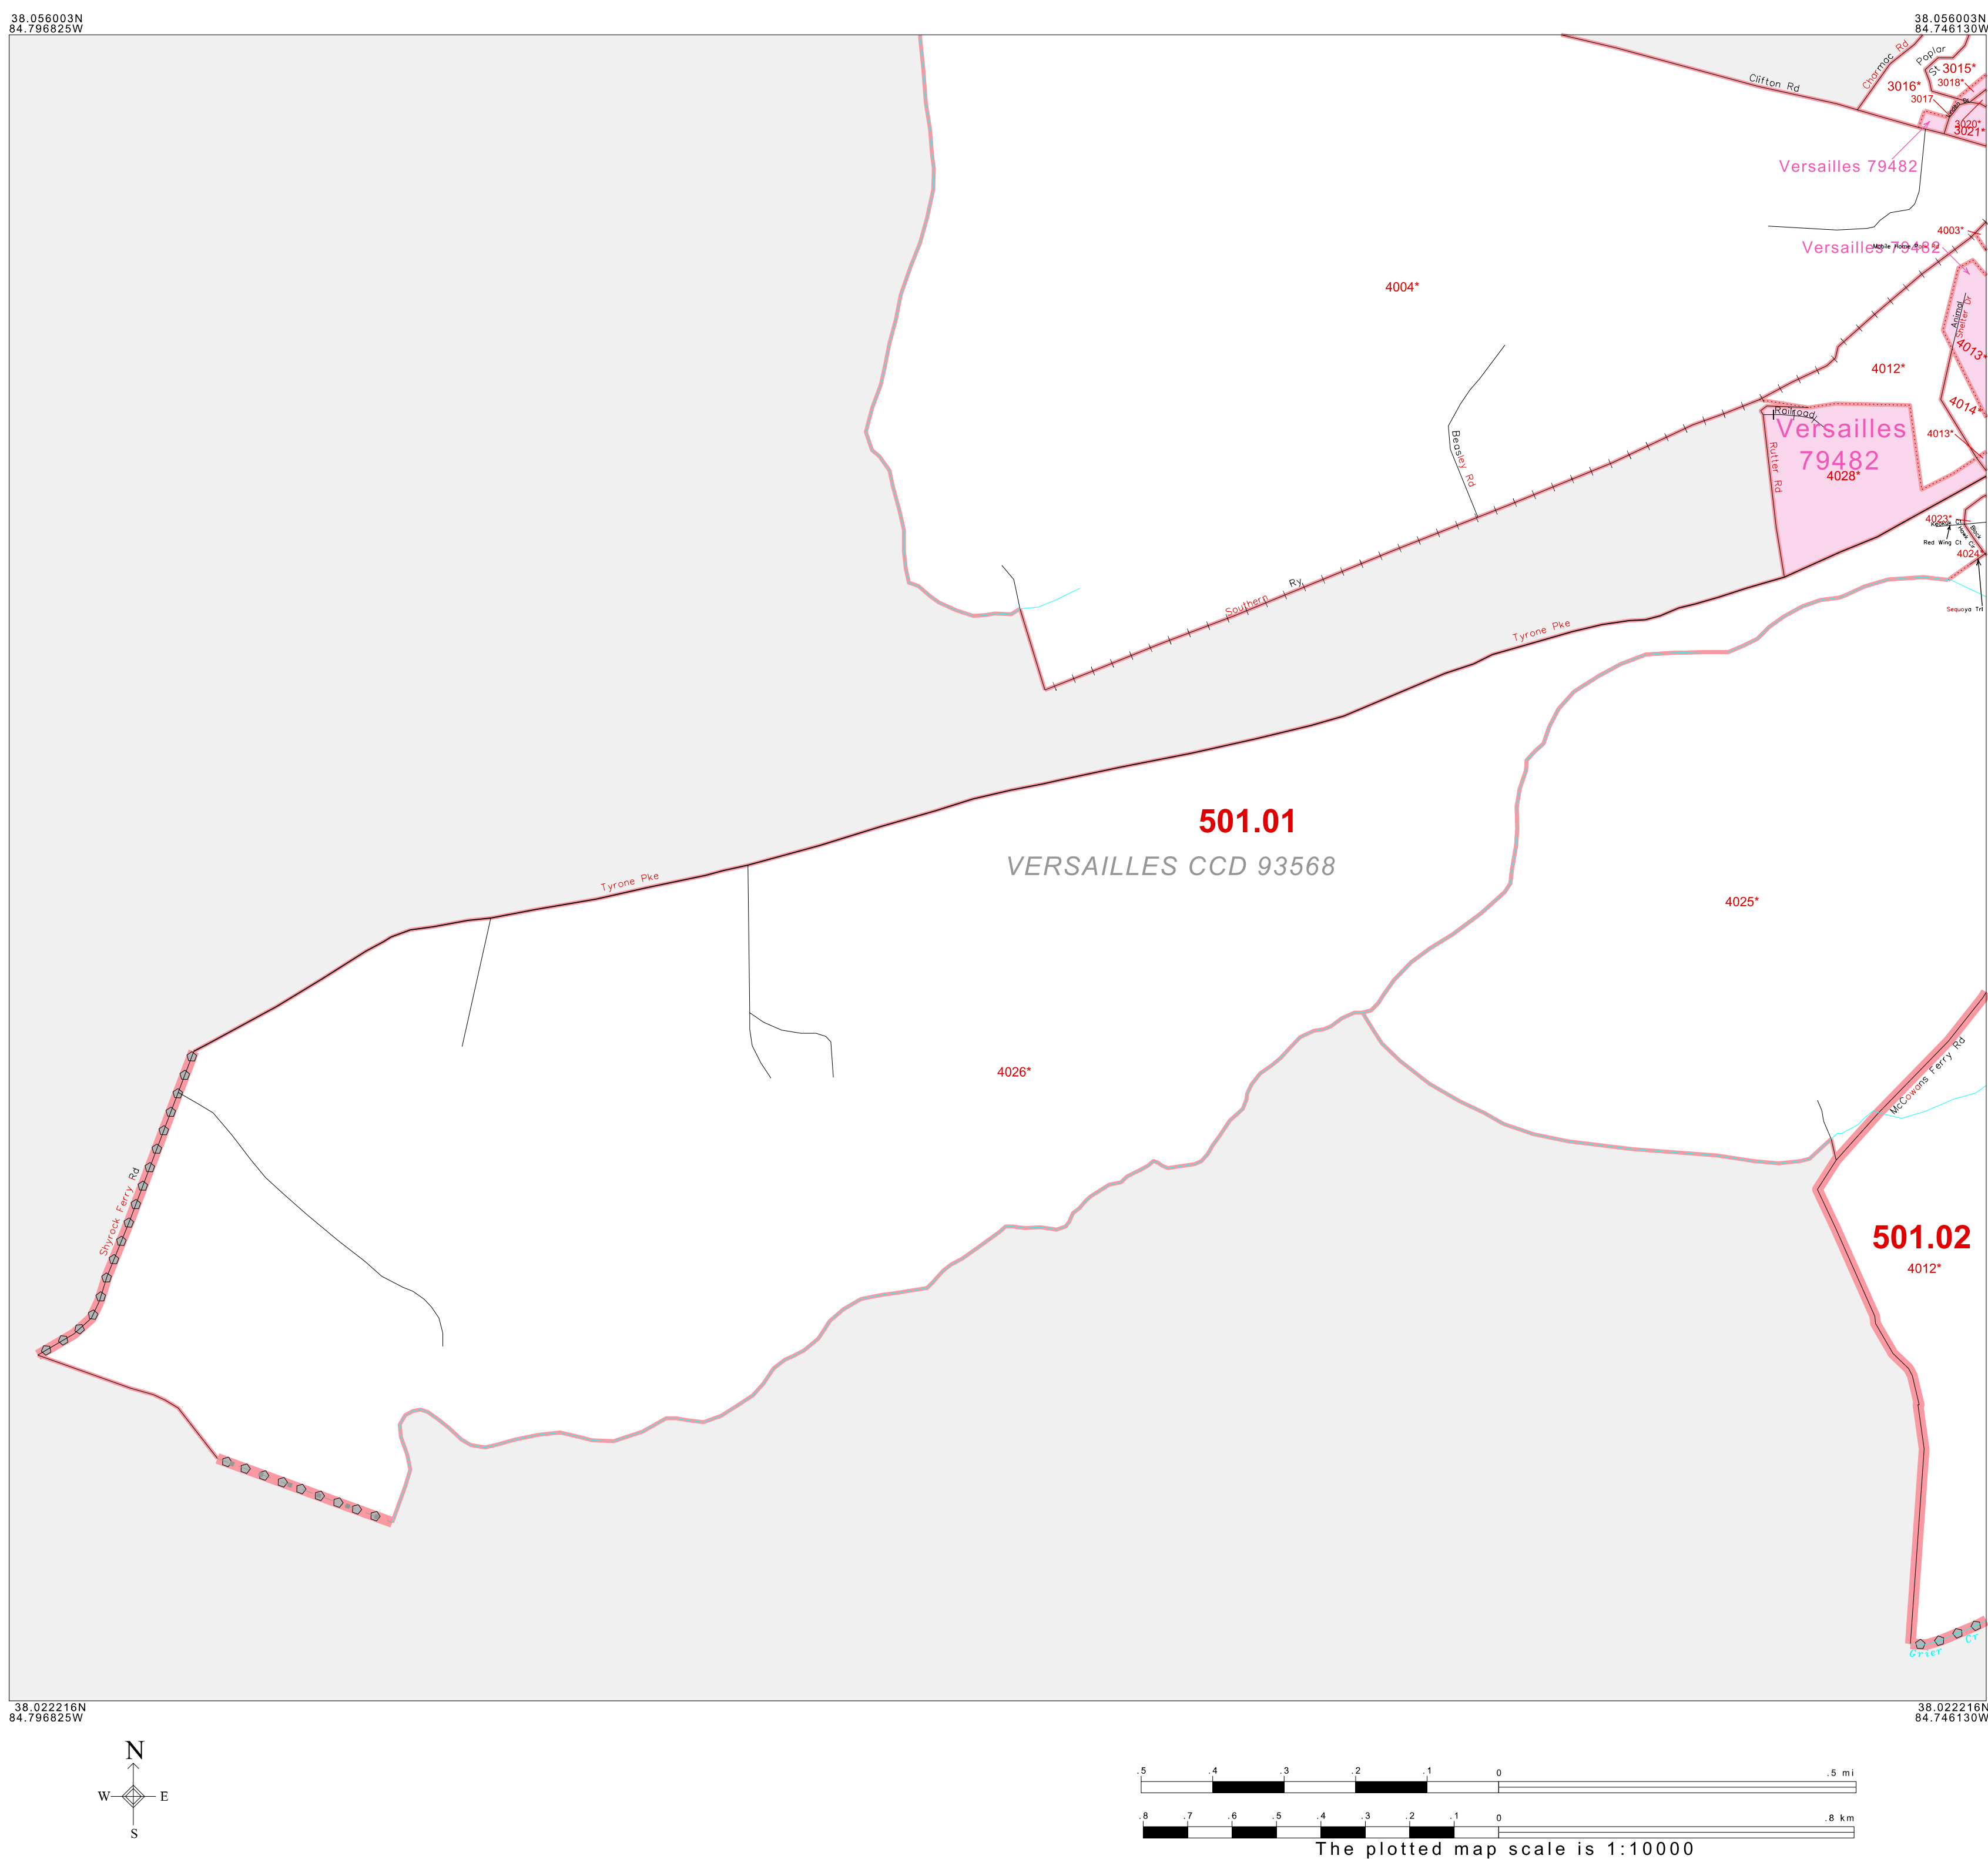 38.056003N
84.796825W
38.056003N
84.746130W
Charmac Rd
Poplar
St
3015*
3018*
3016*
3017
Clifton Rd
3020*
3021*
Versailles 79482
4003*
Versailles 79482
4004*
Animal
Shelter Dr
4013*
4012*
4014*
Railroad
Versailles
79482
4013*
Beasley Rd
Rutter Rd
4028*
4023*
Black
Hawk Cir
Red Wing Ct
4024*
Southern Ry
Sequoya Trl
Tyrone Pke
501.01
VERSAILLES CCD 93568
Tyrone Pke
4025*
4026*
McCowans Ferry Rd
Shyrock Ferry Rd
501.02
4012*
Grier Cr
38.022216N
84.796825W
38.022216N
84.746130W
N
W E
S
.5 .4 .3 .2 .1 0 .5 mi
.8 .7 .6 .5 .4 .3 .2 .1 0 .8 km
The plotted map scale is 1:10000